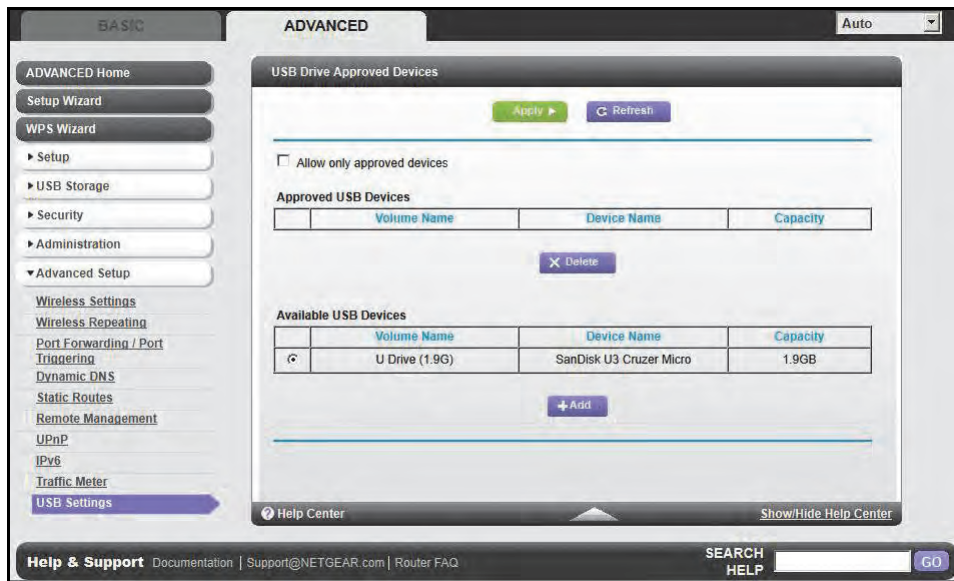 BASIC
ADVANCED
Auto
ADVANCED Home
Setup Wizard
WPS Wizard
Setup
USB Storage
Security
Administration
Advanced Setup
Wireless Settings
Wireless Repeating
Port Forwarding / Port
Triggering
Dynamic DNS
Static Routes
Remote Management
UPnP
IPv6
Traffic Meter
USB Settings
USB Drive Approved Devices
Apply
Refresh
Allow only approved devices
Approved USB Devices
Volume Name Device Name Capacity
Delete
Available USB Devices
Volume Name Device Name Capacity
U Drive (1.9G) SanDisk U3 Cruzer Micro 1.9GB
+Add
Help Center
Show/Hide Help Center
Help & Support Documentation | Support@NETGEAR.com | Router FAQ
SEARCH
HELP
GO